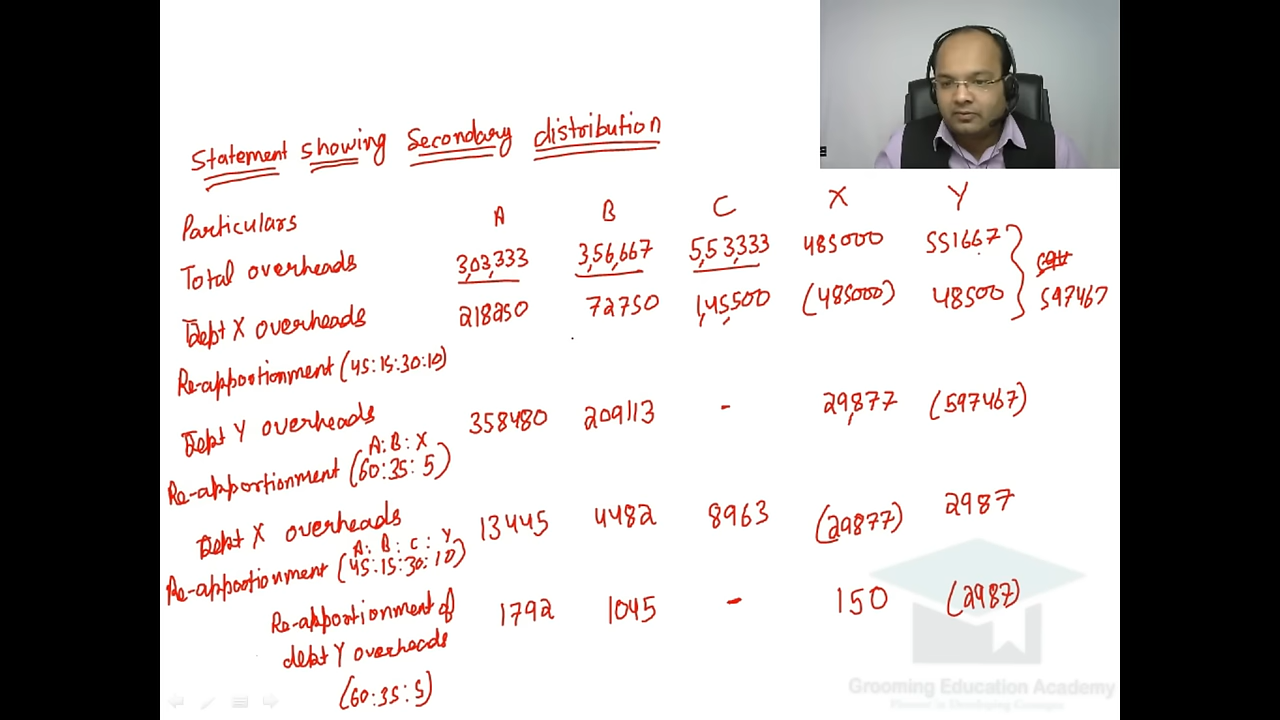 Statement showing Secondary distribution
Particulars A B C X Y
Total overheads 3,03,333 3,56,667 5,53,333 485000 551667
Dept X overheads 218250 72750 1,45,500 (485000) 48500 597467
Re-apportionment (45:15:30:10)
Dept Y overheads 358480 209113 - 29,877 (597467)
A: B: X
Re-apportionment (60:35:5)
Dept X overheads 13445 4482 8963 (29877) 2987
A: B: C: Y
Re-apportionment (45:15:30:10)
Re-apportionment of 1792 1045 - 150 (2987)
debt Y overheads
(60:35:5)
Grooming Education Academy